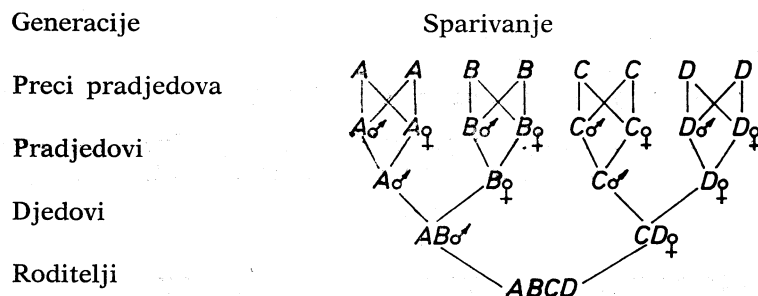 Generacije Sparivanje
A A B B C C D D
Preci pradjedova
A♂ A♀ B♂ B♀ C♂ C♀ D♂ D♀
Pradjedovi
A♂ B♀ C♂ D♀
Djedovi
AB♂ CD♀
Roditelji
ABCD